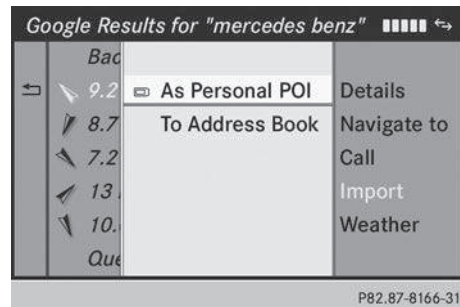 Google Results for "mercedes benz"
Bac
9.2
8.7
7.2
13
10.
Que
As Personal POI
To Address Book
Details
Navigate to
Call
Import
Weather
P82.87-8166-31